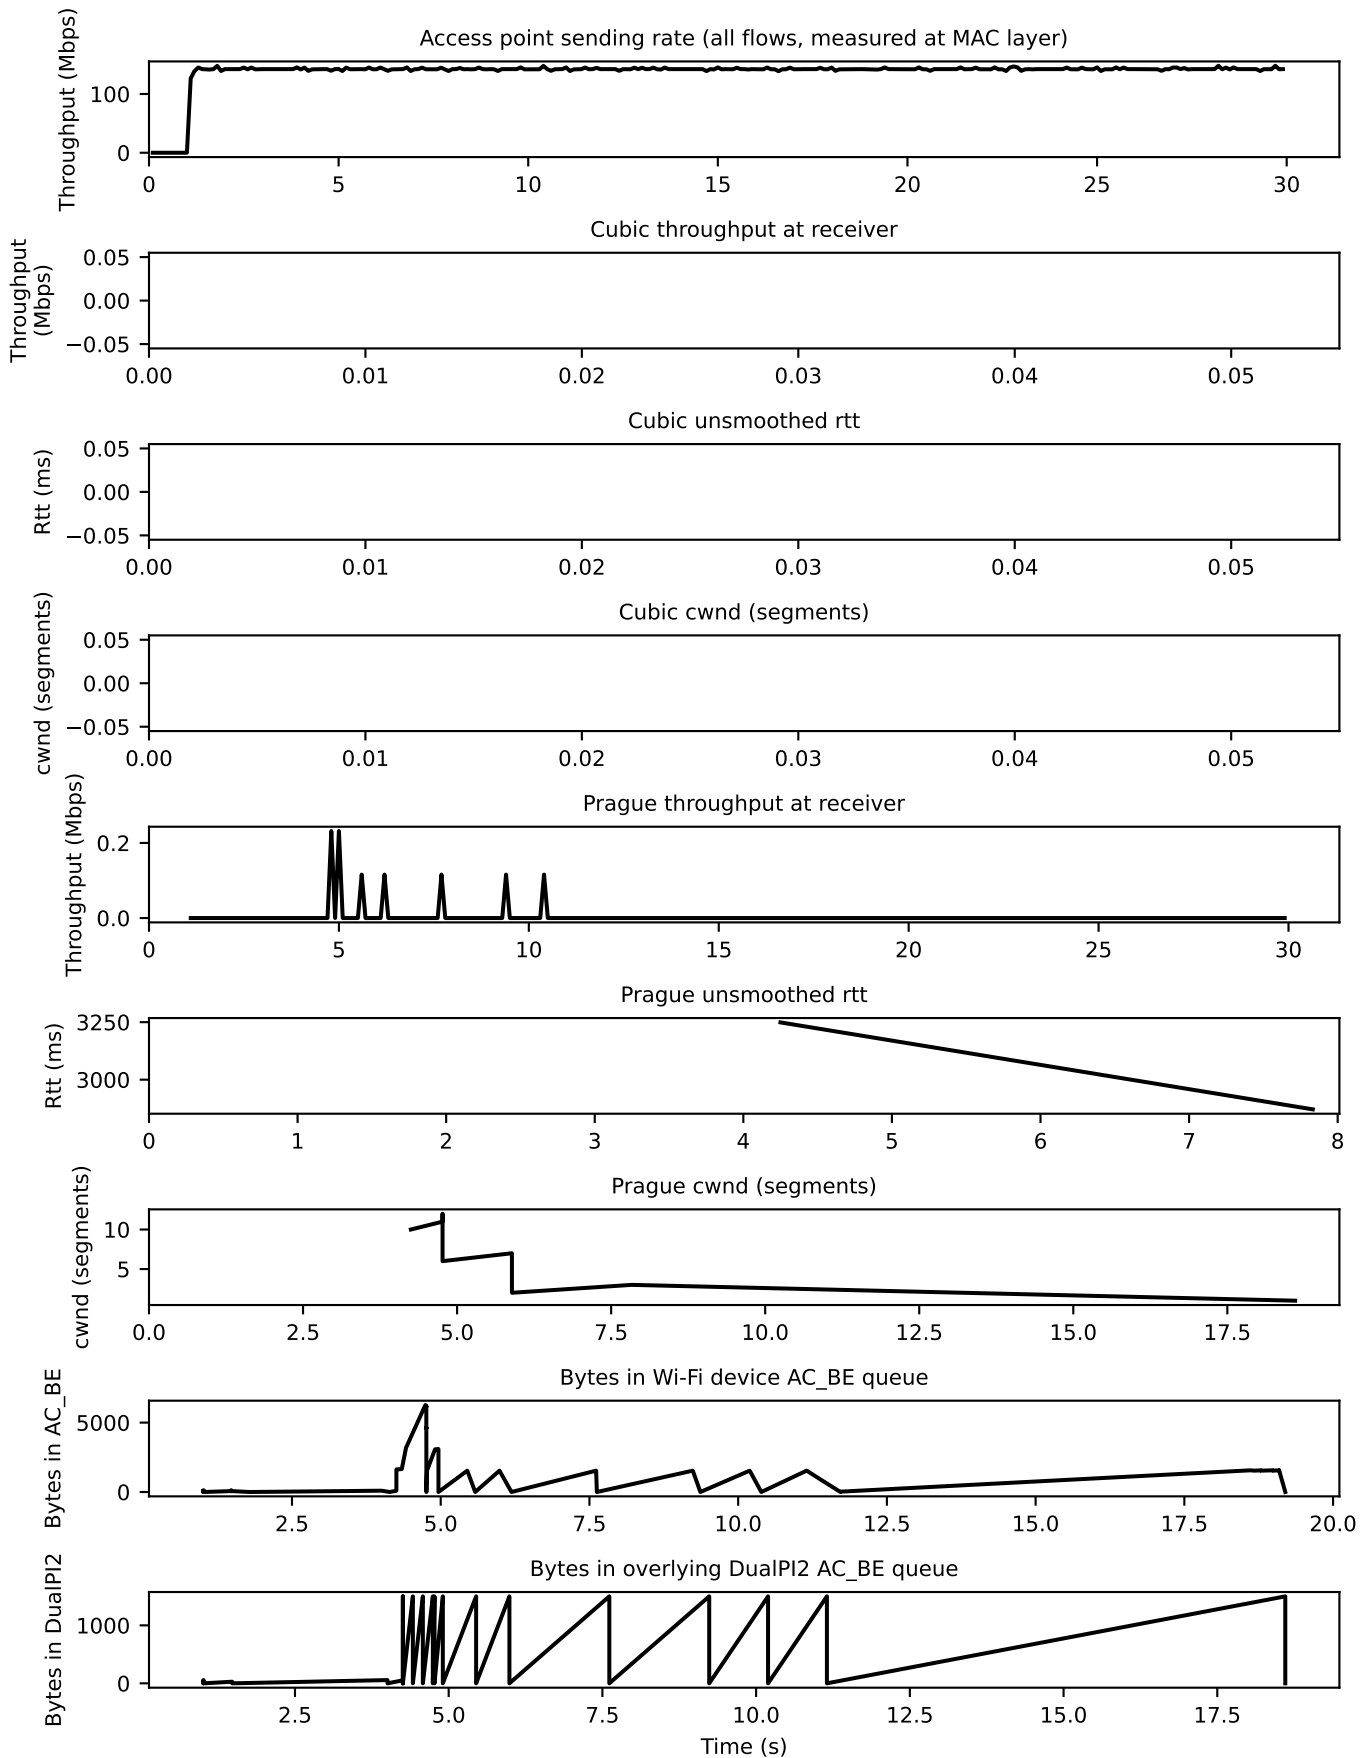 Access point sending rate (all flows, measured at MAC layer)
Throughput (Mbps)
100
0
0 5 10 15 20 25 30
Cubic throughput at receiver
Throughput
(Mbps)
0.05
0.00
−0.05
0.00 0.01 0.02 0.03 0.04 0.05
Cubic unsmoothed rtt
Rtt (ms)
0.05
0.00
−0.05
0.00 0.01 0.02 0.03 0.04 0.05
Cubic cwnd (segments)
cwnd (segments)
0.05
0.00
−0.05
0.00 0.01 0.02 0.03 0.04 0.05
Prague throughput at receiver
Throughput (Mbps)
0.2
0.0
0 5 10 15 20 25 30
Prague unsmoothed rtt
Rtt (ms)
3250
3000
0 1 2 3 4 5 6 7 8
Prague cwnd (segments)
cwnd (segments)
10
5
0.0 2.5 5.0 7.5 10.0 12.5 15.0 17.5
Bytes in Wi-Fi device AC_BE queue
Bytes in AC_BE
5000
0
2.5 5.0 7.5 10.0 12.5 15.0 17.5 20.0
Bytes in overlying DualPI2 AC_BE queue
Bytes in DualPI2
1000
0
2.5 5.0 7.5 10.0 12.5 15.0 17.5
Time (s)